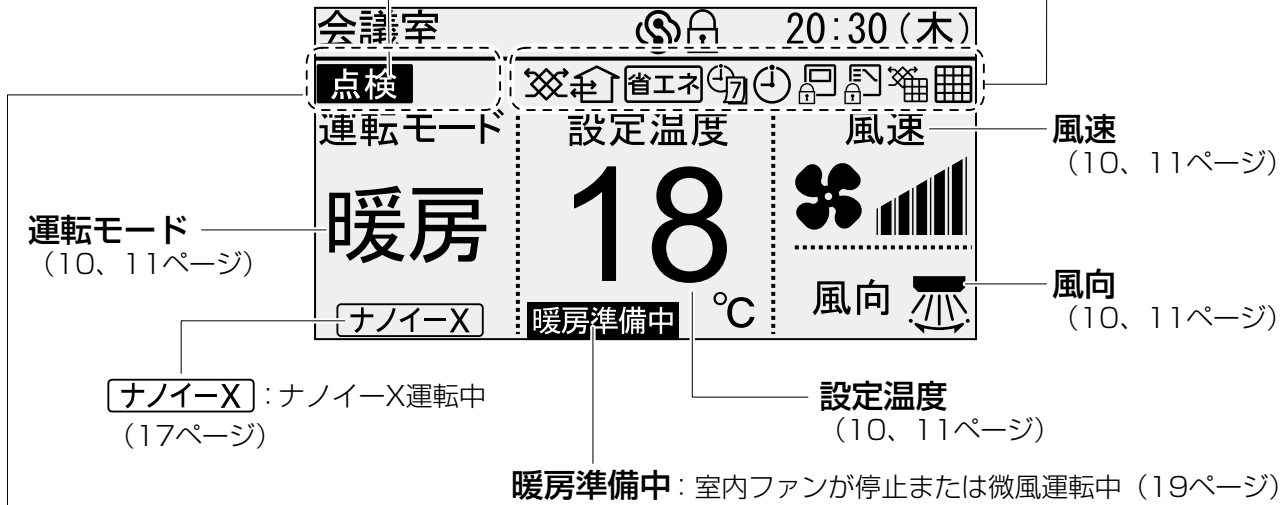 会議室 20:30(木)
点検 省エネ 7
運転モード 設定温度 風速
風速
(10、11ページ)
暖房 18 ℃
運転モード
(10、11ページ)
風向
風向
(10、11ページ)
ナノイーX 暖房準備中
ナノイーX:ナノイーX運転中
(17ページ)
設定温度
(10、11ページ)
暖房準備中:室内ファンが停止または微風運転中(19ページ)